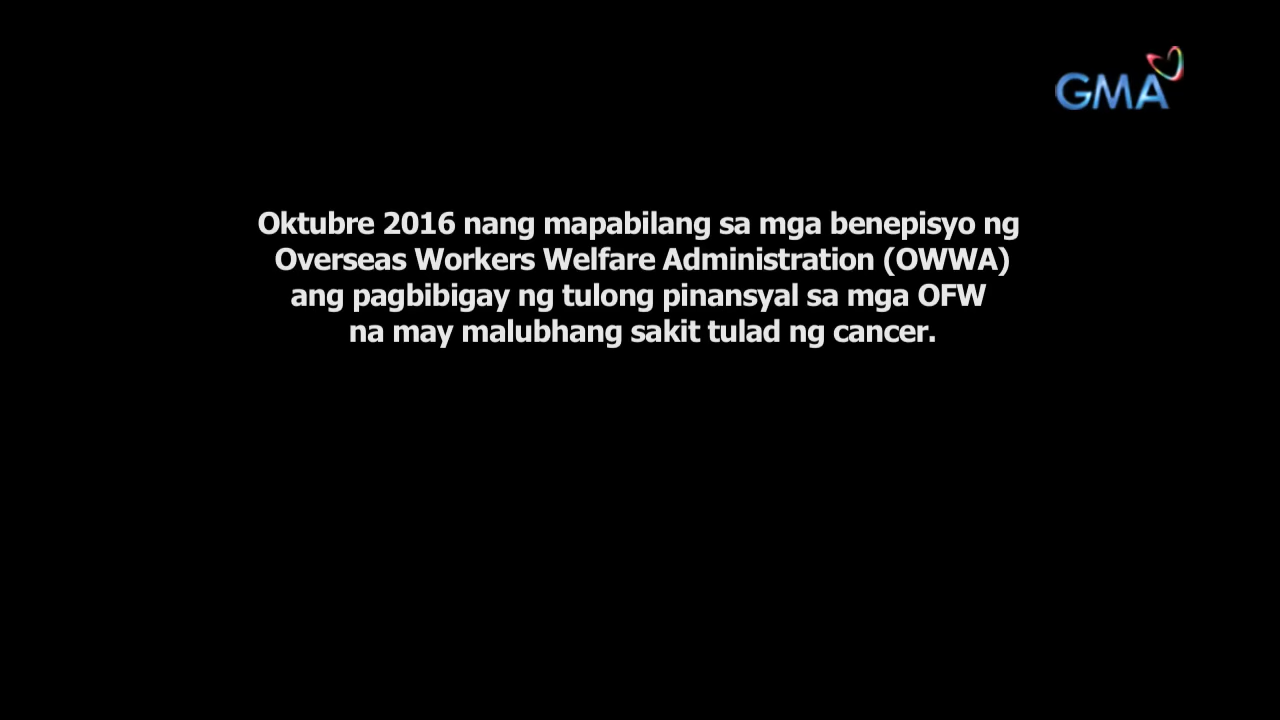 GMA
Oktubre 2016 nang mapabilang sa mga benepisyo ng
Overseas Workers Welfare Administration (OWWA)
ang pagbibigay ng tulong pinansyal sa mga OFW
na may malubhang sakit tulad ng cancer.